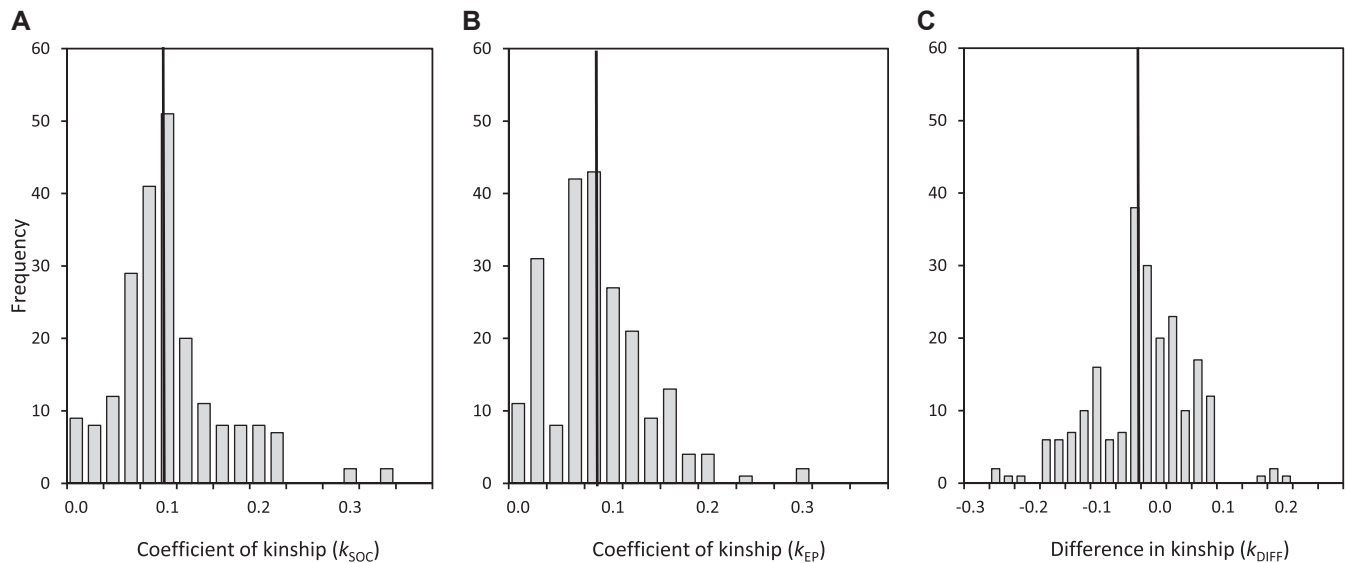 A
60
50
40
30
20
10
0
Frequency
0.0 0.1 0.2 0.3
Coefficient of kinship (kSOC)
B
60
50
40
30
20
10
0
0.0 0.1 0.2 0.3
Coefficient of kinship (kEP)
C
60
50
40
30
20
10
0
-0.3 -0.2 -0.1 0.0 0.1 0.2
Difference in kinship (kDIFF)